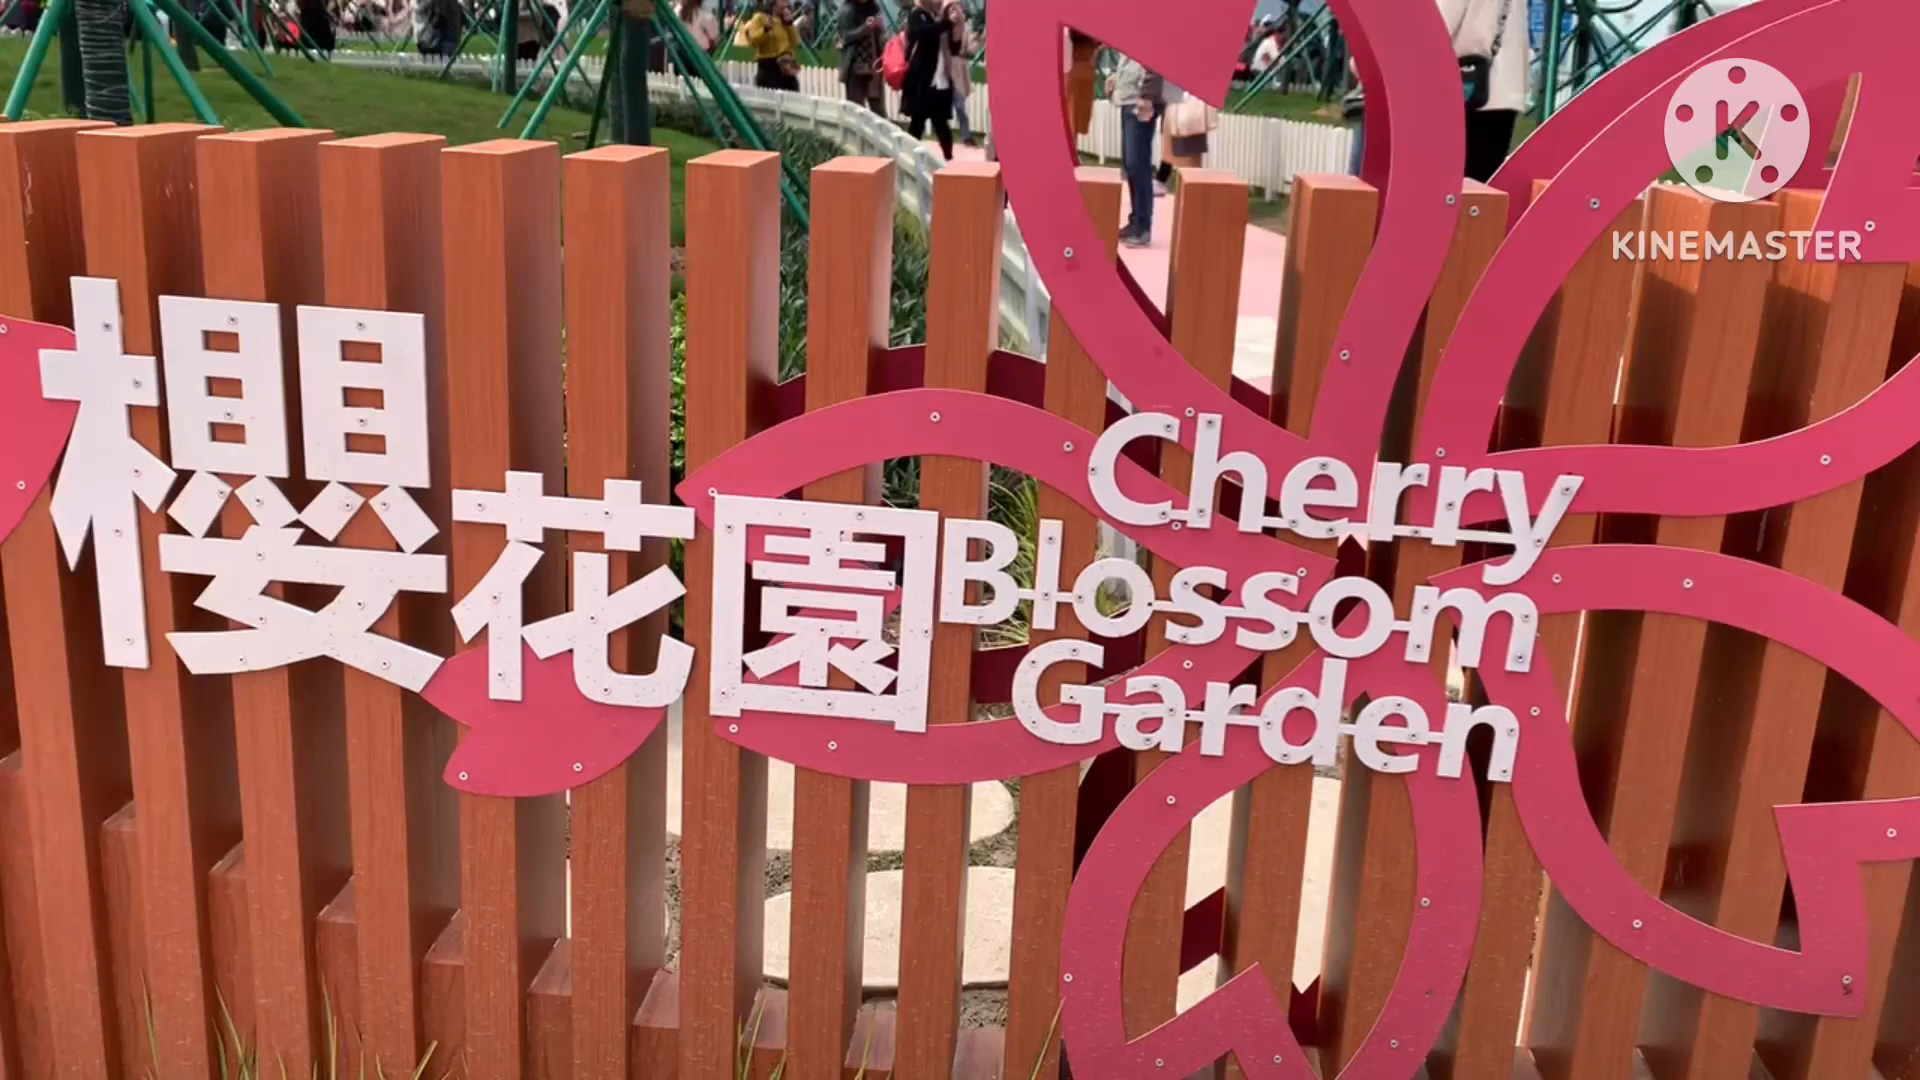 櫻花園
Cherry
Blossom
Garden
K
KINEMASTER